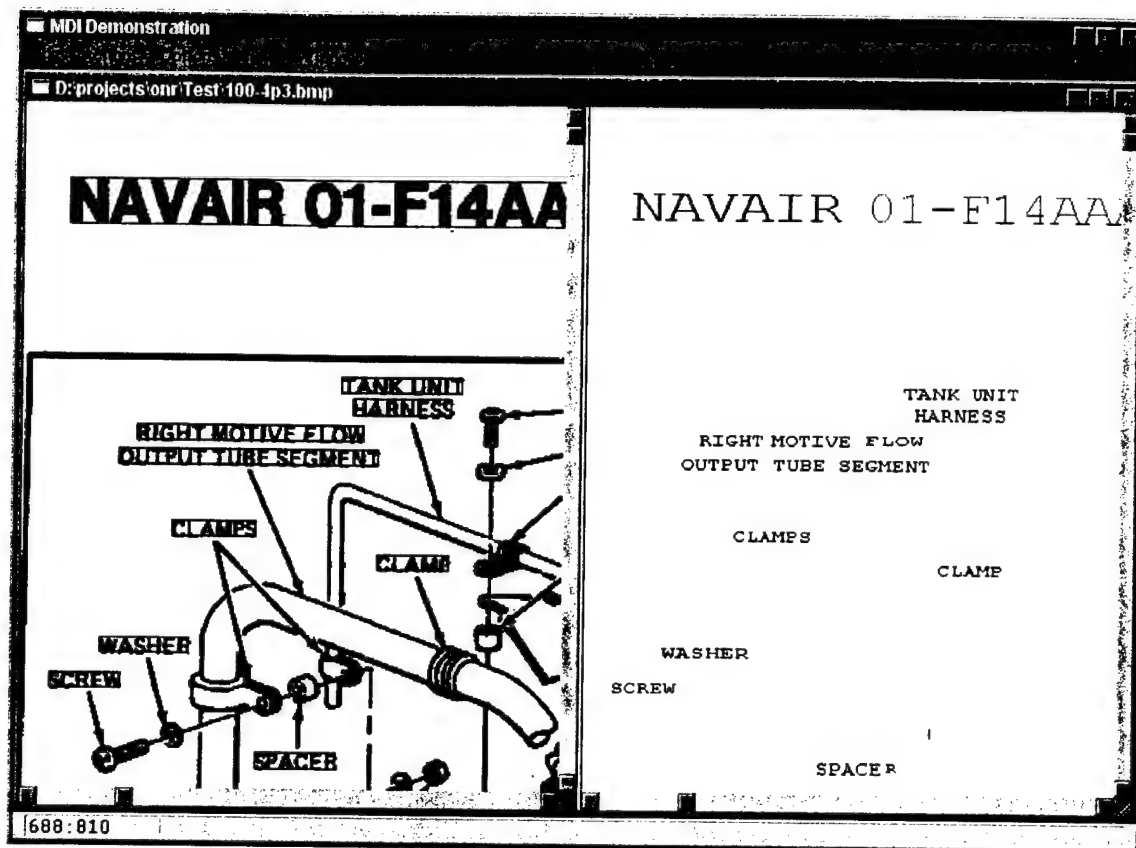 MDI Demonstration
D:\projects\onr\Test\100-4p3.bmp
NAVAIR 01-F14AA
TANK UNIT
HARNESS
RIGHT MOTIVE FLOW
OUTPUT TUBE SEGMENT
CLAMPS
CLAMP
WASHER
SCREW
SPACER
NAVAIR 01-F14AAA
TANK UNIT
HARNESS
RIGHT MOTIVE FLOW
OUTPUT TUBE SEGMENT
CLAMPS
CLAMP
WASHER
SCREW
SPACER
688:810